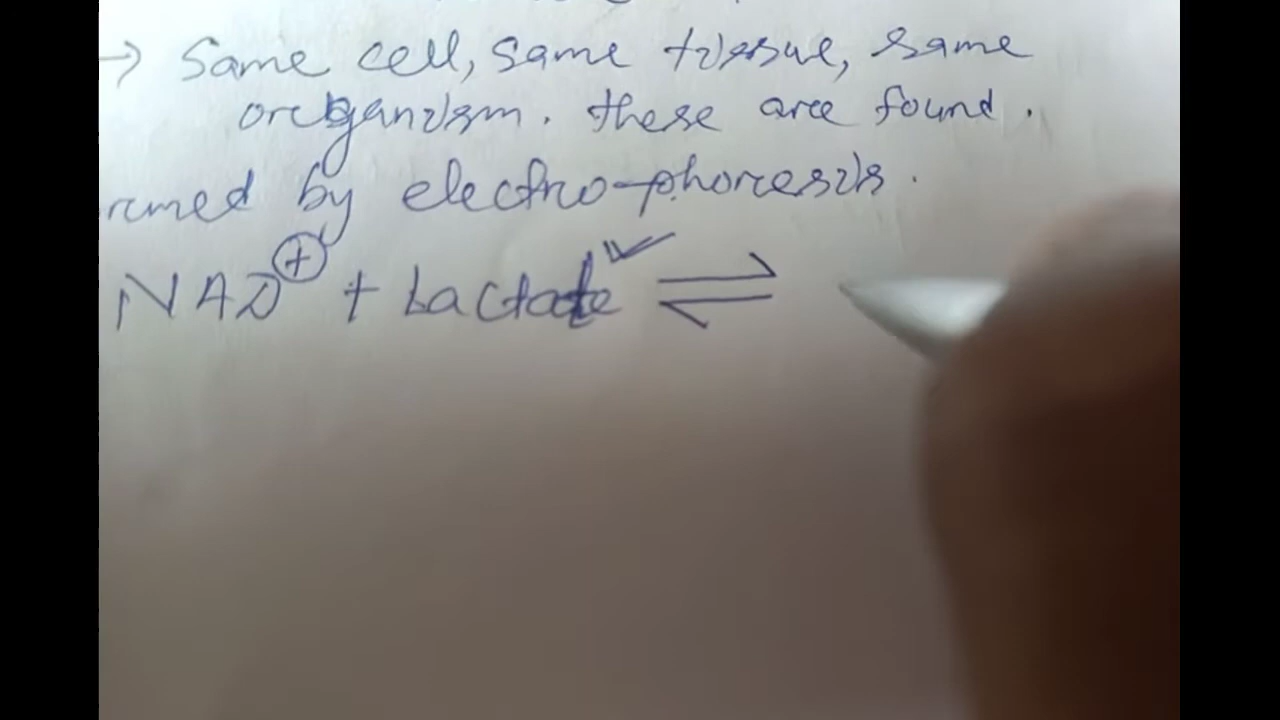 → Same cell, same tissue, same
organism. these are found.
rmed by electro-phoresis.
NAD⊕ + Lactate ⇌